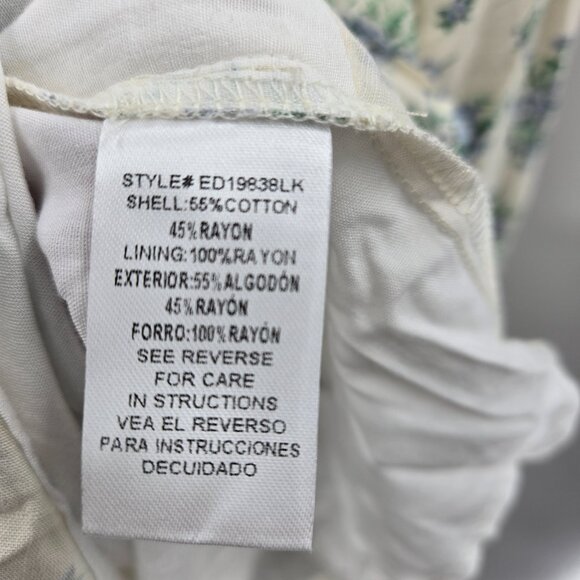 STYLE# ED19838LK
SHELL:55%COTTON
45%RAYON
LINING:100%RAYON
EXTERIOR:55%ALGODÓN
45%RAYÓN
FORRO:100%RAYÓN
SEE REVERSE
FOR CARE
IN STRUCTIONS
VEA EL REVERSO
PARA INSTRUCCIONES
DECUIDADO